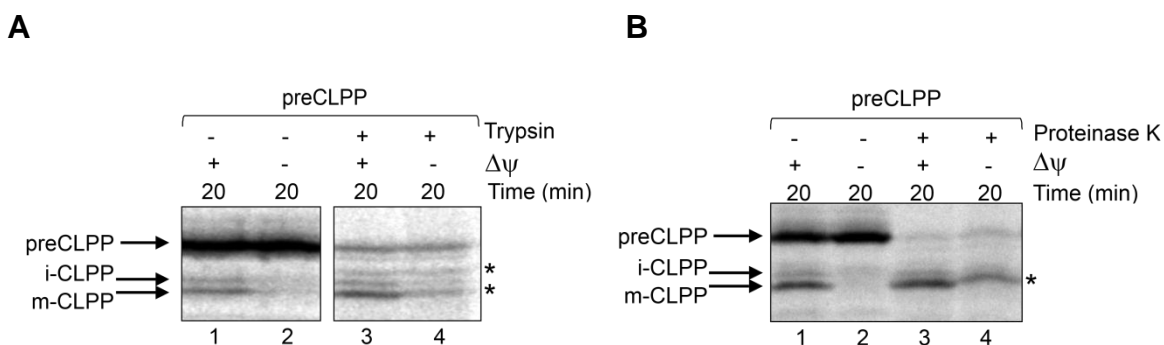 A
preCLPP
- - + + Trypsin
+ - + - Δψ
20 20 20 20 Time (min)
preCLPP
i-CLPP
m-CLPP
*
*
1 2 3 4
B
preCLPP
- - + + Proteinase K
+ - + - Δψ
20 20 20 20 Time (min)
preCLPP
i-CLPP
m-CLPP
*
1 2 3 4